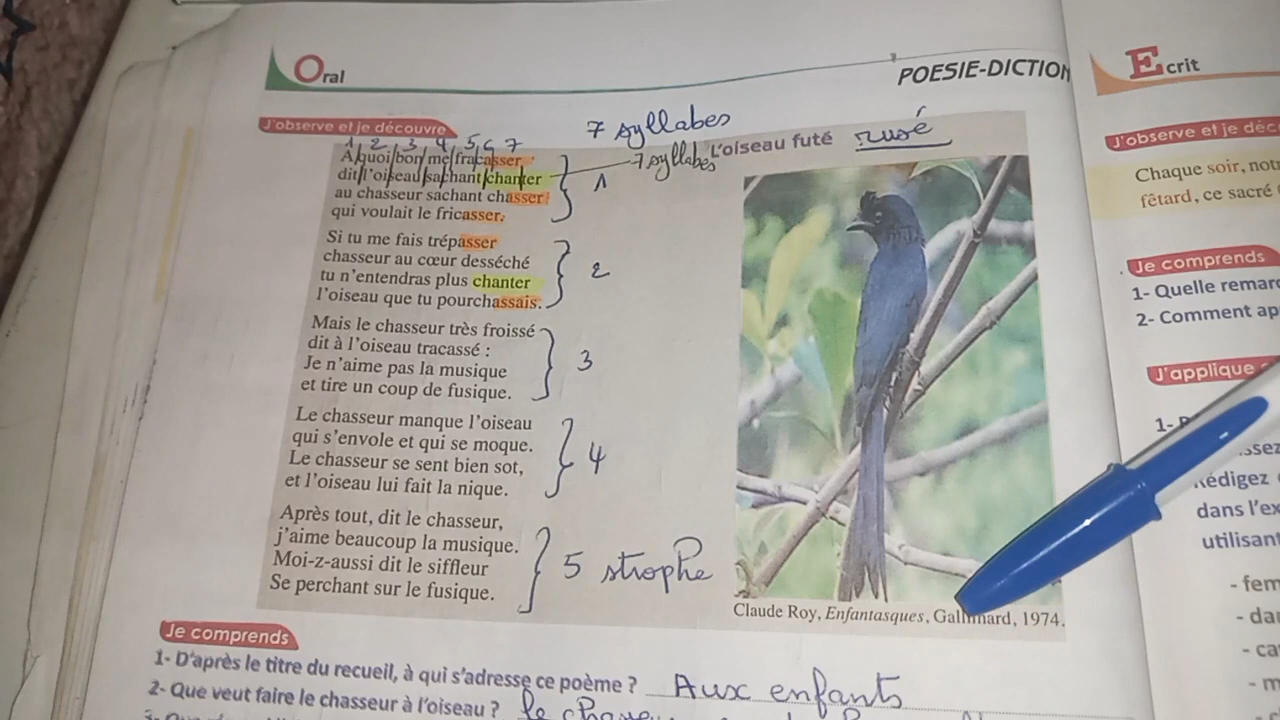 Oral
POESIE-DICTION
J'observe et je découvre
7 syllabes
L'oiseau futé rusé
1 2 3 4 5 6 7
A/quoi/bon/me/fracasser,
7 syllabes
dit/l'oiseau/sachant/chanter
1
au chasseur sachant chasser
qui voulait le fricasser.
Si tu me fais trépasser
chasseur au cœur desséché
2
tu n'entendras plus chanter
l'oiseau que tu pourchassais.
Mais le chasseur très froissé
dit à l'oiseau tracassé :
3
Je n'aime pas la musique
et tire un coup de fusique.
Le chasseur manque l'oiseau
qui s'envole et qui se moque.
4
Le chasseur se sent bien sot,
et l'oiseau lui fait la nique.
Après tout, dit le chasseur,
j'aime beaucoup la musique.
5 strophe
Moi-z-aussi dit le siffleur
Se perchant sur le fusique.
Claude Roy, Enfantasques, Gallimard, 1974.
Je comprends
1- D'après le titre du recueil, à qui s'adresse ce poème ? Aux enfants
2- Que veut faire le chasseur à l'oiseau ? le
Ecrit
J'observe et je déc
Chaque soir, not
fêtard, ce sacré
Je comprends
1- Quelle remar
2- Comment ap
J'applique
1-
ssez
Rédigez
dans l'ex
utilisant
- fem
- da
- ca
- m